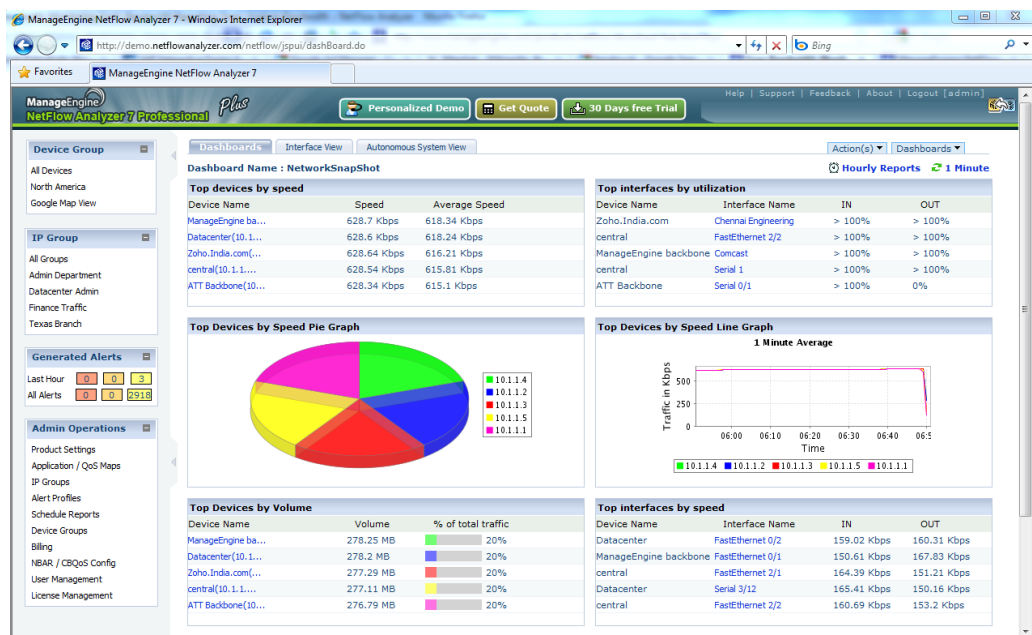 ManageEngine NetFlow Analyzer 7 - Windows Internet Explorer
http://demo.netflowanalyzer.com/netflow/jspui/dashBoard.do
Bing
Favorites
ManageEngine NetFlow Analyzer 7
Help | Support | Feedback | About | Logout [admin]
ManageEngine
NetFlow Analyzer 7 Professional Plus
Personalized Demo
Get Quote
30 Days free Trial
Device Group
All Devices
North America
Google Map View
IP Group
All Groups
Admin Department
Datacenter Admin
Finance Traffic
Texas Branch
Generated Alerts
Last Hour 0 0 3
All Alerts 0 0 2918
Admin Operations
Product Settings
Application / QoS Maps
IP Groups
Alert Profiles
Schedule Reports
Device Groups
Billing
NBAR / CBQoS Config
User Management
License Management
Dashboards Interface View Autonomous System View
Action(s) Dashboards
Dashboard Name : NetworkSnapShot
Hourly Reports 1 Minute
Top devices by speed
Device Name Speed Average Speed
ManageEngine ba... 628.7 Kbps 618.34 Kbps
Datacenter(10.1... 628.6 Kbps 618.24 Kbps
Zoho.India.com(... 628.64 Kbps 616.21 Kbps
central(10.1.1.... 628.54 Kbps 615.81 Kbps
ATT Backbone(10... 628.34 Kbps 615.1 Kbps
Top interfaces by utilization
Device Name Interface Name IN OUT
Zoho.India.com Chennai Engineering > 100% > 100%
central FastEthernet 2/2 > 100% > 100%
ManageEngine backbone Comcast > 100% > 100%
central Serial 1 > 100% > 100%
ATT Backbone Serial 0/1 > 100% 0%
Top Devices by Speed Pie Graph
10.1.1.4
10.1.1.2
10.1.1.3
10.1.1.5
10.1.1.1
Top Devices by Speed Line Graph
1 Minute Average
Traffic in Kbps
500
250
0
06:00 06:10 06:20 06:30 06:40 06:5
Time
10.1.1.4 10.1.1.2 10.1.1.3 10.1.1.5 10.1.1.1
Top Devices by Volume
Device Name Volume % of total traffic
ManageEngine ba... 278.25 MB 20%
Datacenter(10.1... 278.2 MB 20%
Zoho.India.com(... 277.29 MB 20%
central(10.1.1.... 277.11 MB 20%
ATT Backbone(10... 276.79 MB 20%
Top interfaces by speed
Device Name Interface Name IN OUT
Datacenter FastEthernet 0/2 159.02 Kbps 160.31 Kbps
ManageEngine backbone FastEthernet 0/1 150.61 Kbps 167.83 Kbps
central FastEthernet 2/1 164.39 Kbps 151.21 Kbps
Datacenter Serial 3/12 165.41 Kbps 150.16 Kbps
central FastEthernet 2/2 160.69 Kbps 153.2 Kbps